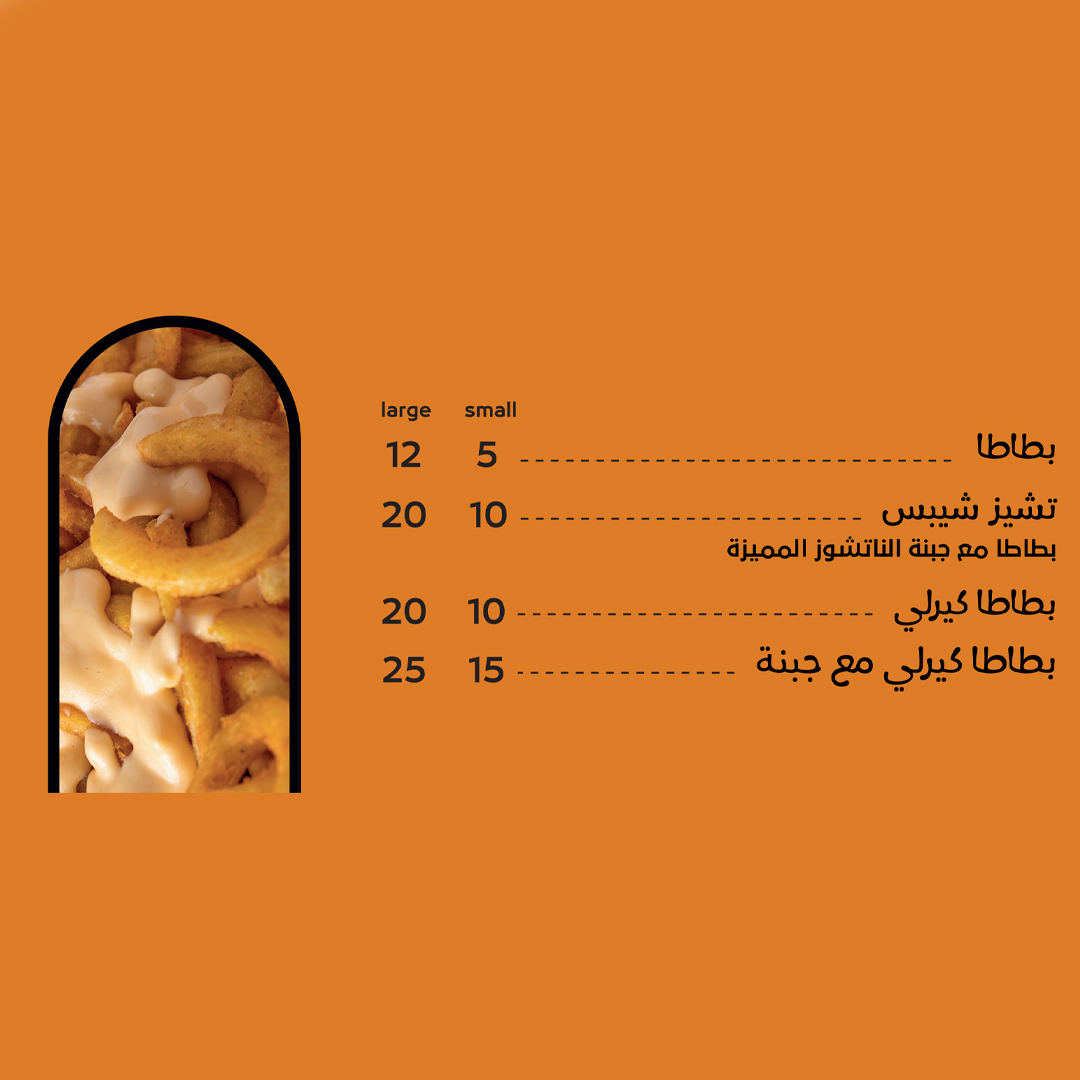 large small
بطاطا 5 12
تشيز شيبس 10 20
بطاطا مع جبنة الناتشوز المميزة
بطاطا كيرلي 10 20
بطاطا كيرلي مع جبنة 15 25